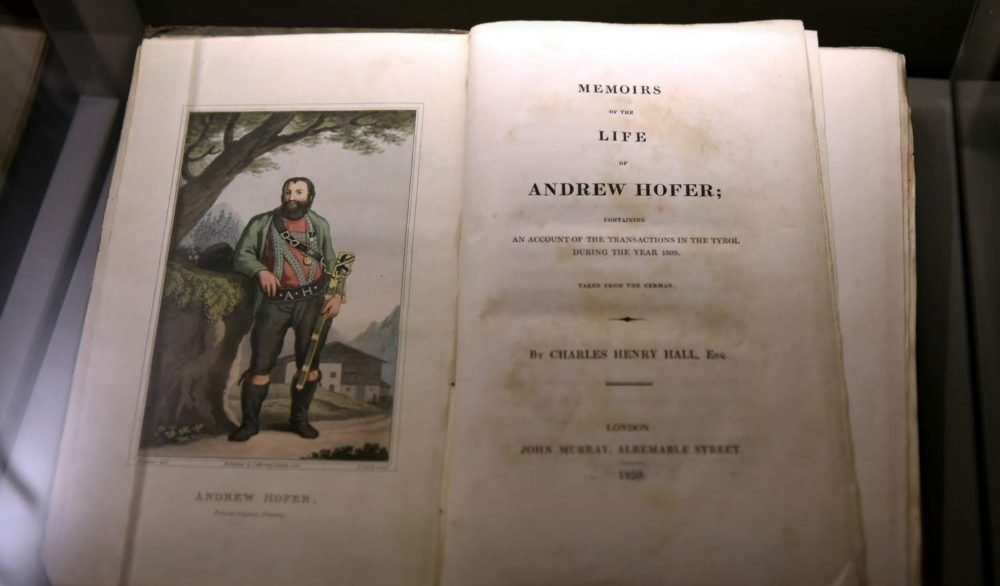 A·H
ANDREW HOFER.
MEMOIRS
OF THE
LIFE
OF
ANDREW HOFER;
CONTAINING
AN ACCOUNT OF THE TRANSACTIONS IN THE TYROL
DURING THE YEAR 1809.
TAKEN FROM THE GERMAN.
BY CHARLES HENRY HALL, ESQ.
LONDON:
JOHN MURRAY, ALBEMARLE STREET.